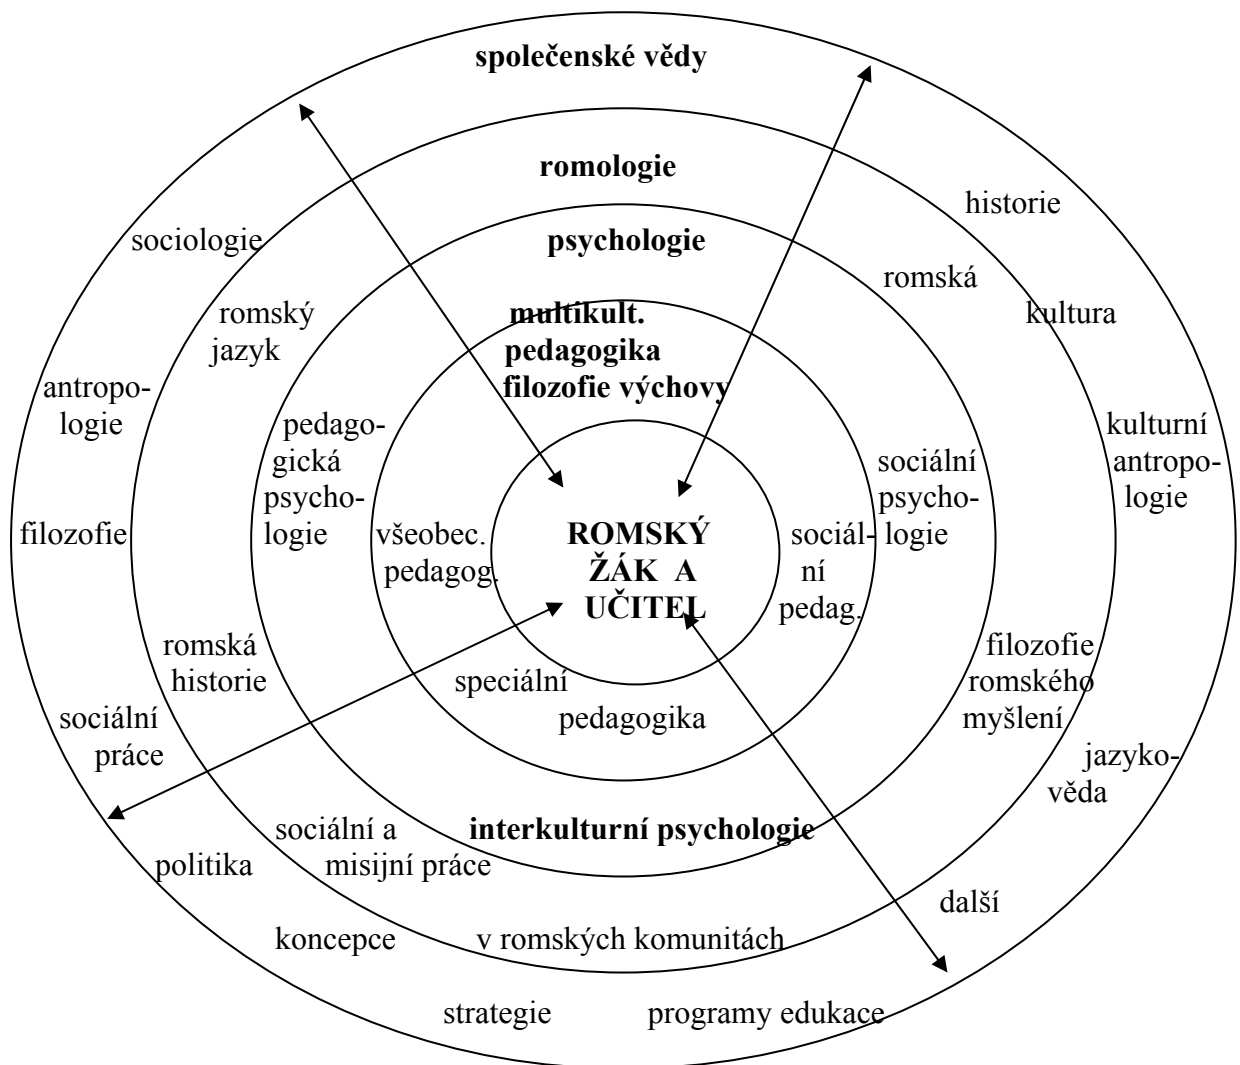 společenské vědy
romologie
historie
sociologie
psychologie
romská
romský
multikult.
kultura
jazyk
pedagogika
filozofie výchovy
antropo-
logie
pedago-
gická
psycho-
logie
kulturní
antropo-
logie
sociální
psycho-
logie
filozofie
všeobec.
pedagog.
ROMSKÝ
ŽÁK A
UČITEL
sociál-
ní
pedag.
romská
historie
filozofie
romského
myšlení
speciální
pedagogika
sociální
práce
jazyko-
věda
sociální a
misijní práce
interkulturní psychologie
politika
další
koncepce
v romských komunitách
strategie
programy edukace